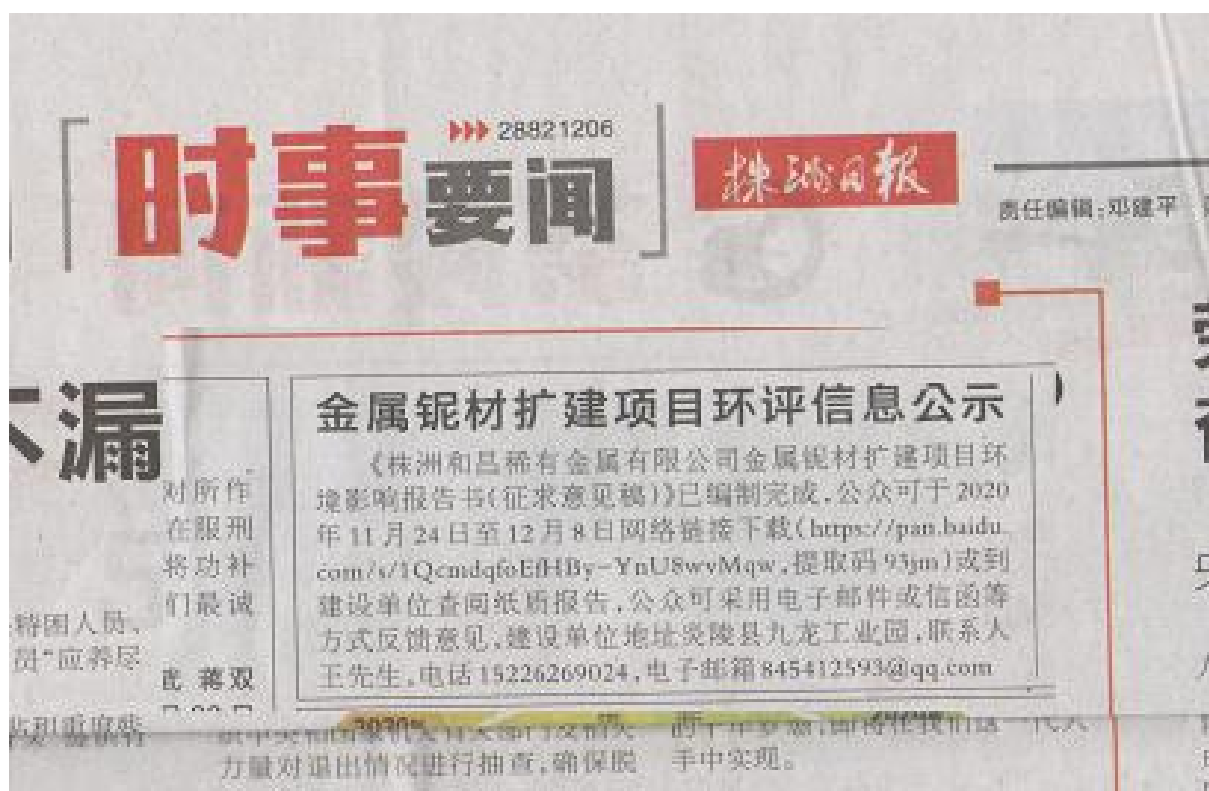 时事要闻
28821206
株洲日报
责任编辑:邓建平
漏
金属铌材扩建项目环评信息公示
《株洲和昌稀有金属有限公司金属铌材扩建项目环
境影响报告书(征求意见稿)》已编制完成,公众可于2020
年11月24日至12月8日网络链接下载(https://pan.baidu.
com/s/1QcmdqfoEfHBy-YnU8wvMqw,提取码93jm)或到
建设单位查阅纸质报告,公众可采用电子邮件或信函等
方式反馈意见,建设单位地址炎陵县九龙工业园,联系人
王先生,电话15226269024,电子邮箱845412593@qq.com
对所作
在服刑
将功补
们最诚
蒋双
特困人员、
员“应养尽
力量对退出情况进行抽查,确保脱
手中实现。